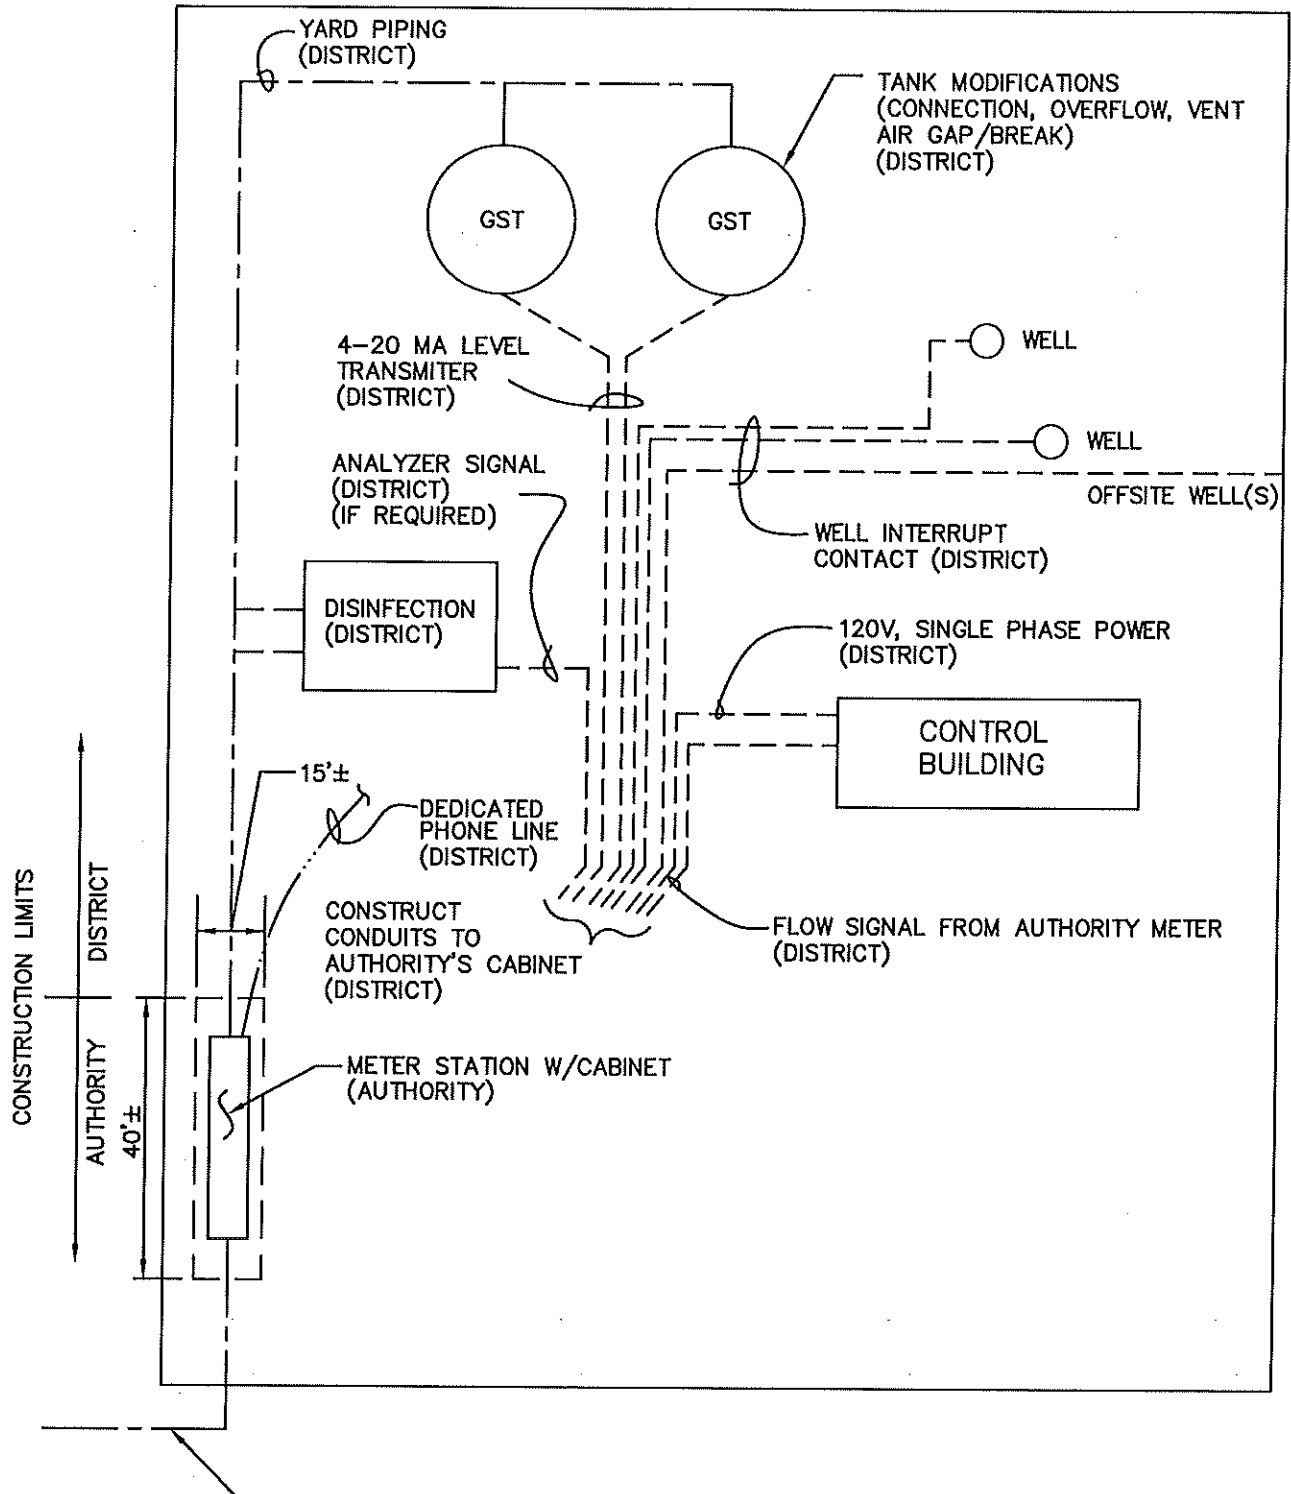 YARD PIPING
(DISTRICT)
TANK MODIFICATIONS
(CONNECTION, OVERFLOW, VENT
AIR GAP/BREAK)
(DISTRICT)
GST
GST
4-20 MA LEVEL
TRANSMITER
(DISTRICT)
WELL
WELL
OFFSITE WELL(S)
ANALYZER SIGNAL
(DISTRICT)
(IF REQUIRED)
WELL INTERRUPT
CONTACT (DISTRICT)
DISINFECTION
(DISTRICT)
120V, SINGLE PHASE POWER
(DISTRICT)
CONTROL
BUILDING
15'±
DEDICATED
PHONE LINE
(DISTRICT)
CONSTRUCT
CONDUITS TO
AUTHORITY'S CABINET
(DISTRICT)
FLOW SIGNAL FROM AUTHORITY METER
(DISTRICT)
CONSTRUCTION LIMITS
DISTRICT
AUTHORITY
40'±
METER STATION W/CABINET
(AUTHORITY)